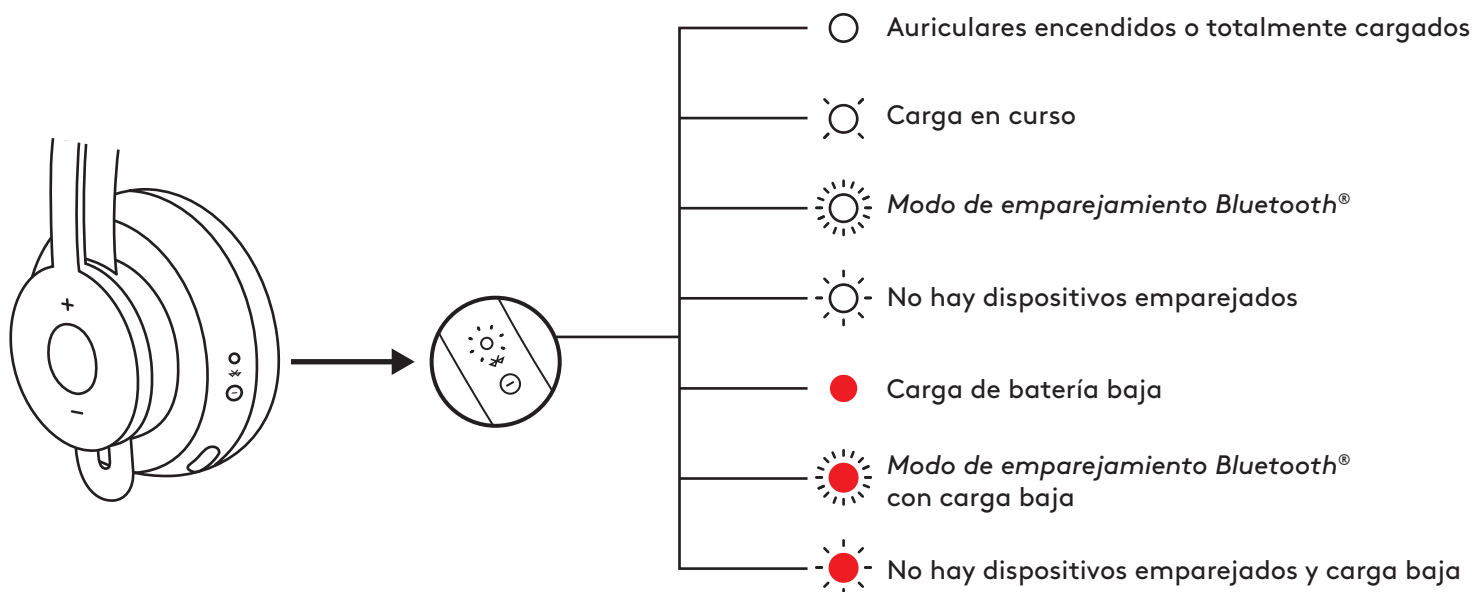 Auriculares encendidos o totalmente cargados
Carga en curso
Modo de emparejamiento Bluetooth®
No hay dispositivos emparejados
Carga de batería baja
Modo de emparejamiento Bluetooth®
con carga baja
No hay dispositivos emparejados y carga baja